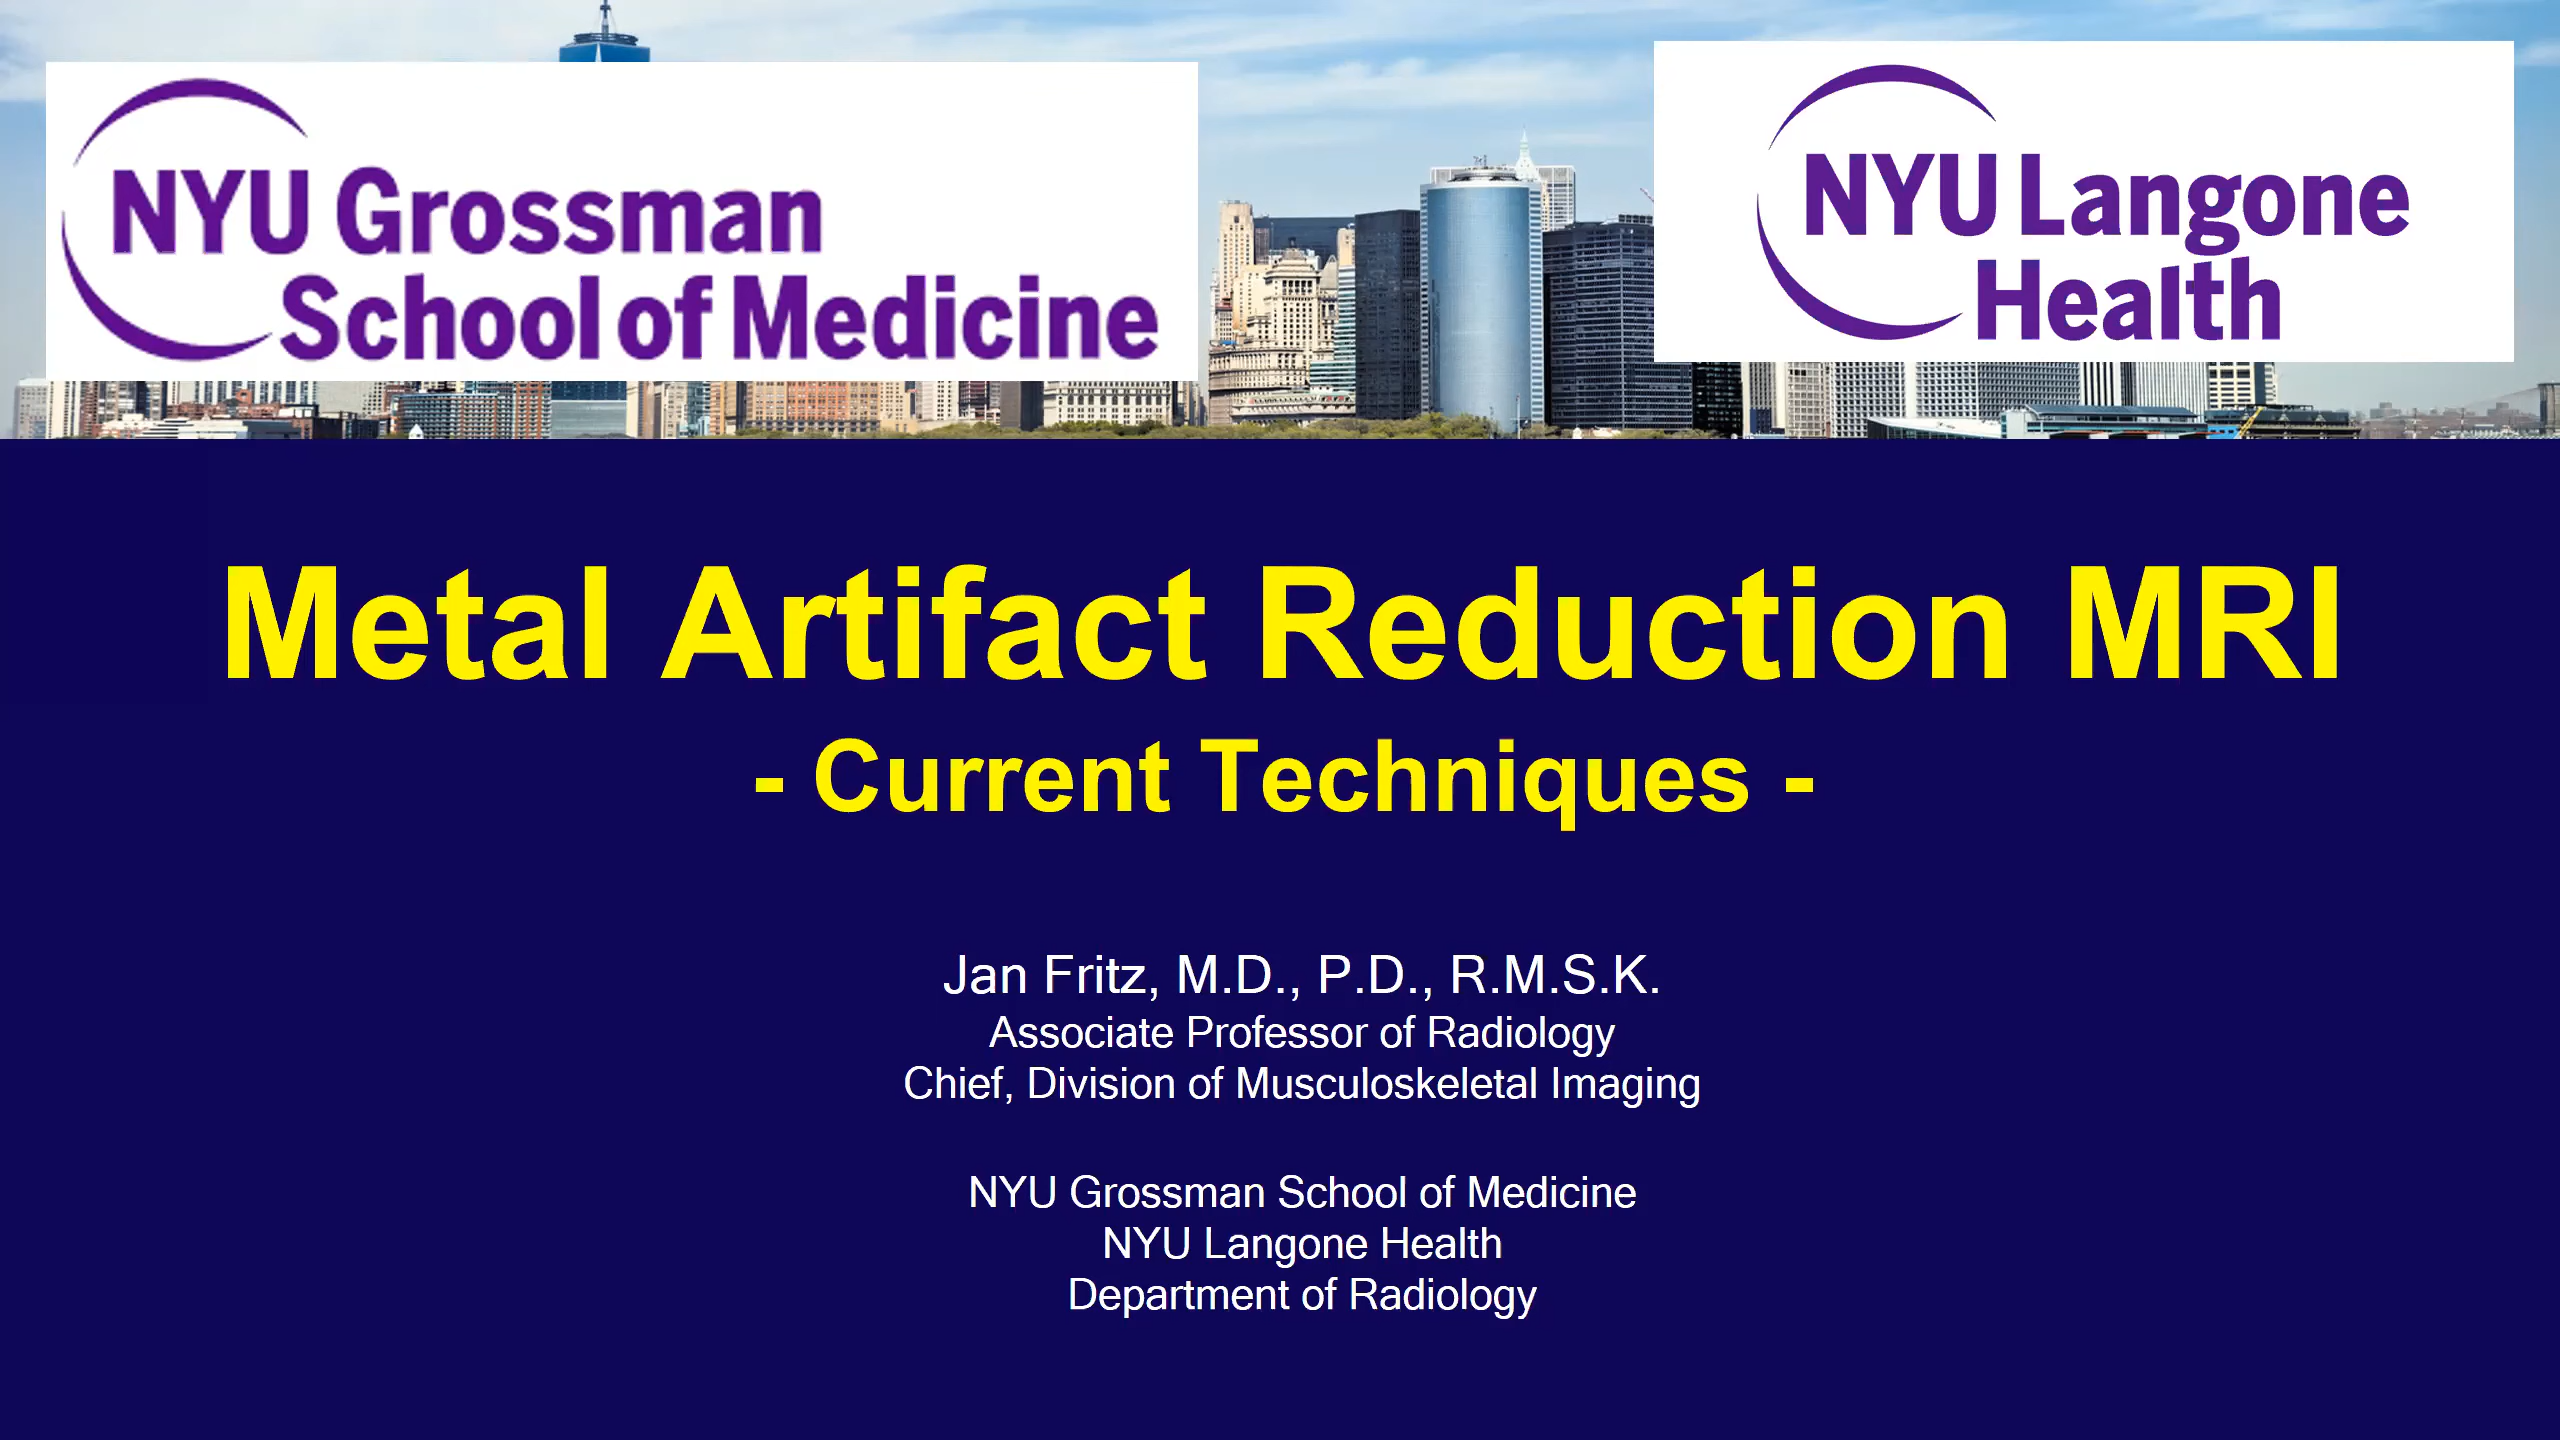 NYU Grossman
School of Medicine
NYU Langone
Health
Metal Artifact Reduction MRI
- Current Techniques -
Jan Fritz, M.D., P.D., R.M.S.K.
Associate Professor of Radiology
Chief, Division of Musculoskeletal Imaging
NYU Grossman School of Medicine
NYU Langone Health
Department of Radiology